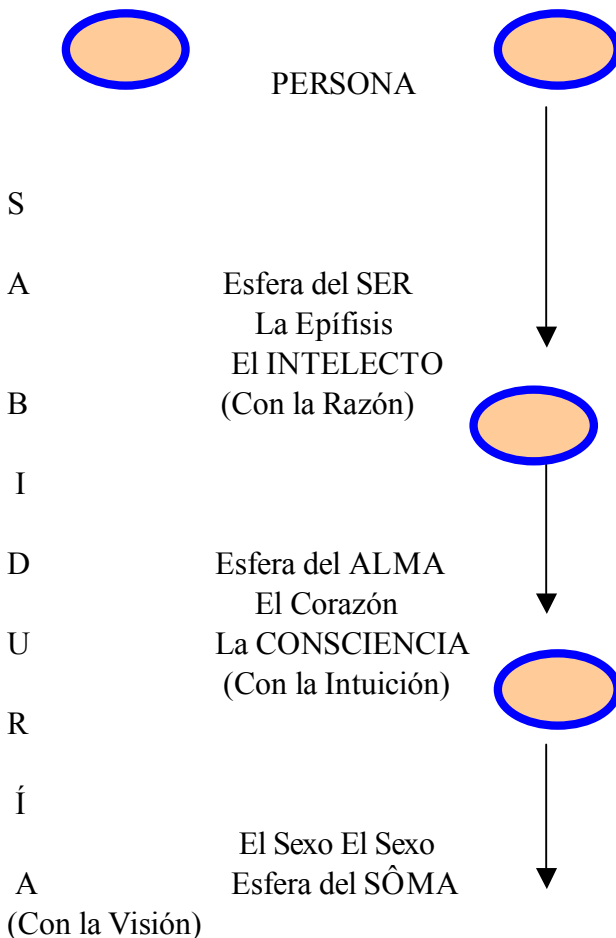 PERSONA
S
A Esfera del SER
La Epífisis
El INTELECTO
B (Con la Razón)
I
D Esfera del ALMA
El Corazón
U La CONSCIENCIA
(Con la Intuición)
R
Í
El Sexo El Sexo
A Esfera del SÔMA
(Con la Visión)